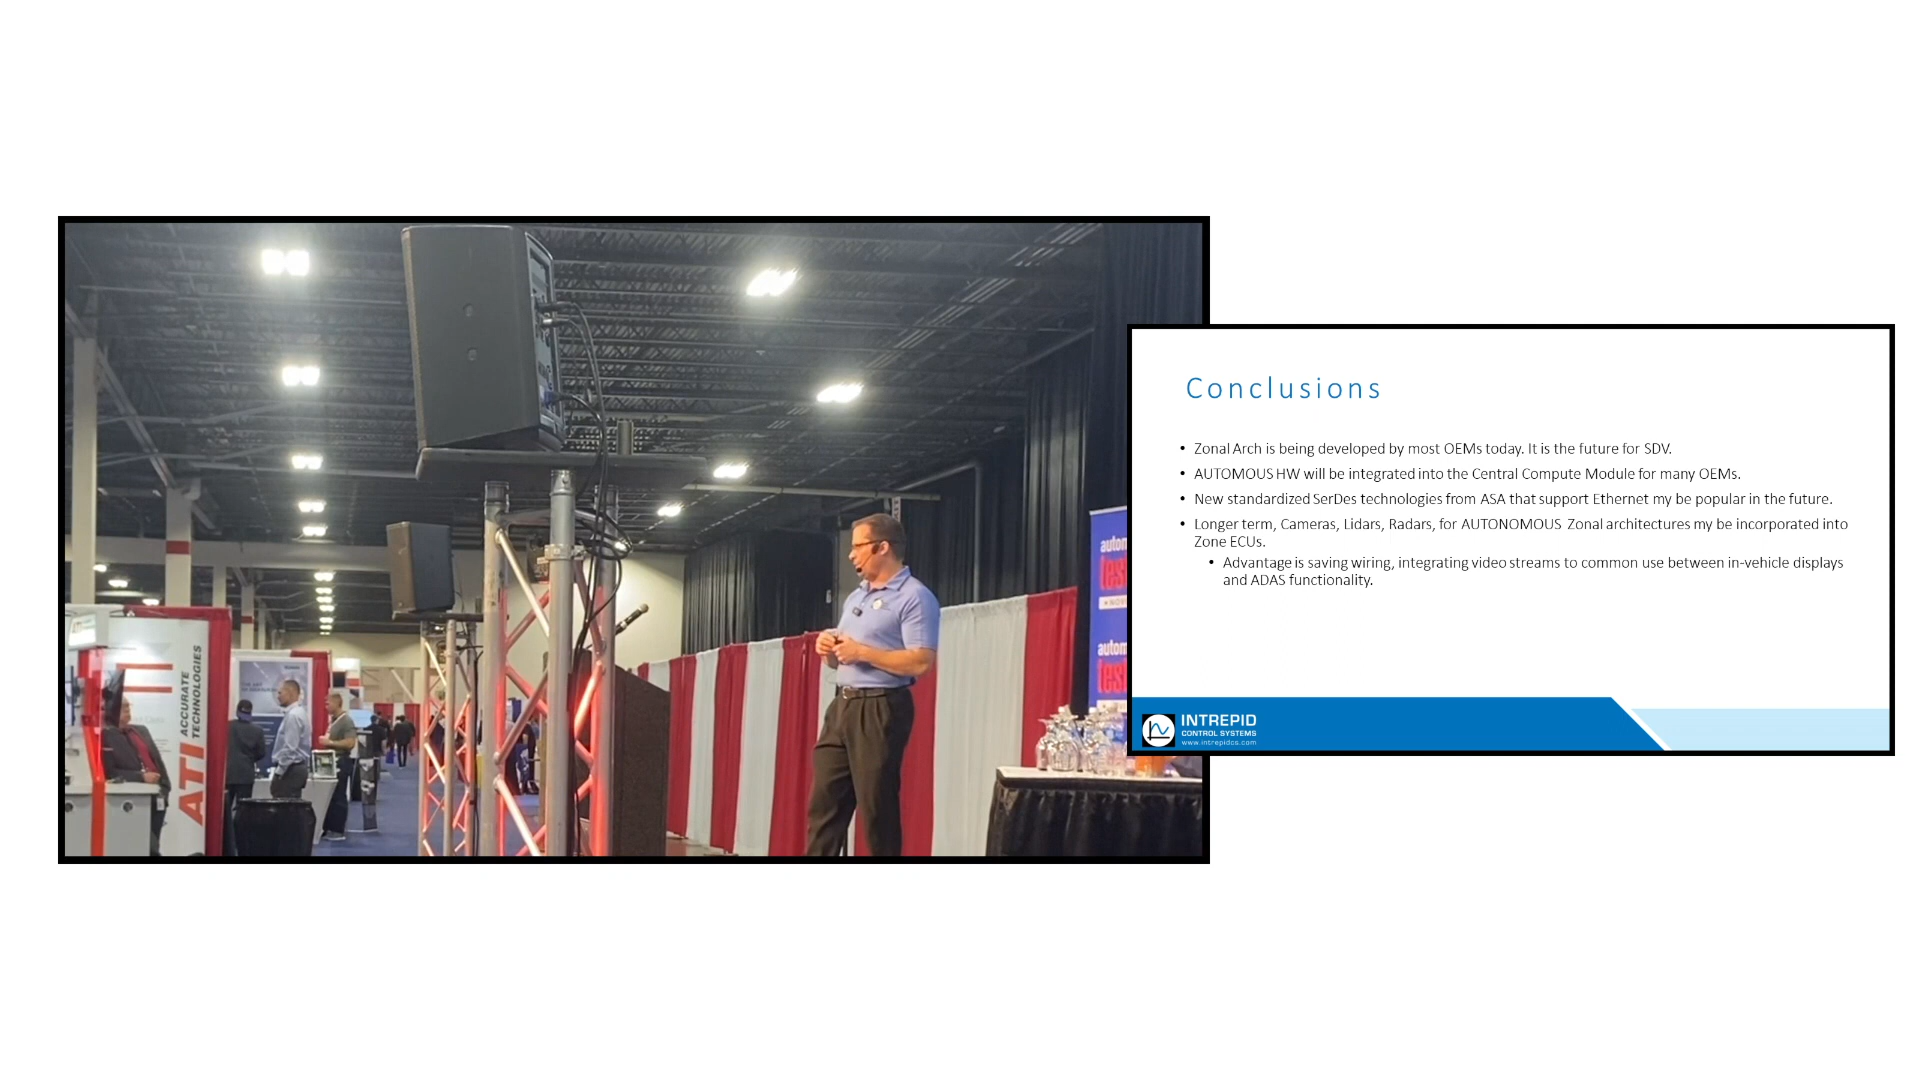 ATI ACCURATE
TECHNOLOGIES
Conclusions
• Zonal Arch is being developed by most OEMs today. It is the future for SDV.
• AUTOMOUS HW will be integrated into the Central Compute Module for many OEMs.
• New standardized SerDes technologies from ASA that support Ethernet my be popular in the future.
• Longer term, Cameras, Lidars, Radars, for AUTONOMOUS Zonal architectures my be incorporated into
Zone ECUs.
• Advantage is saving wiring, integrating video streams to common use between in-vehicle displays
and ADAS functionality.
INTREPID
CONTROL SYSTEMS
www.intrepidcs.com